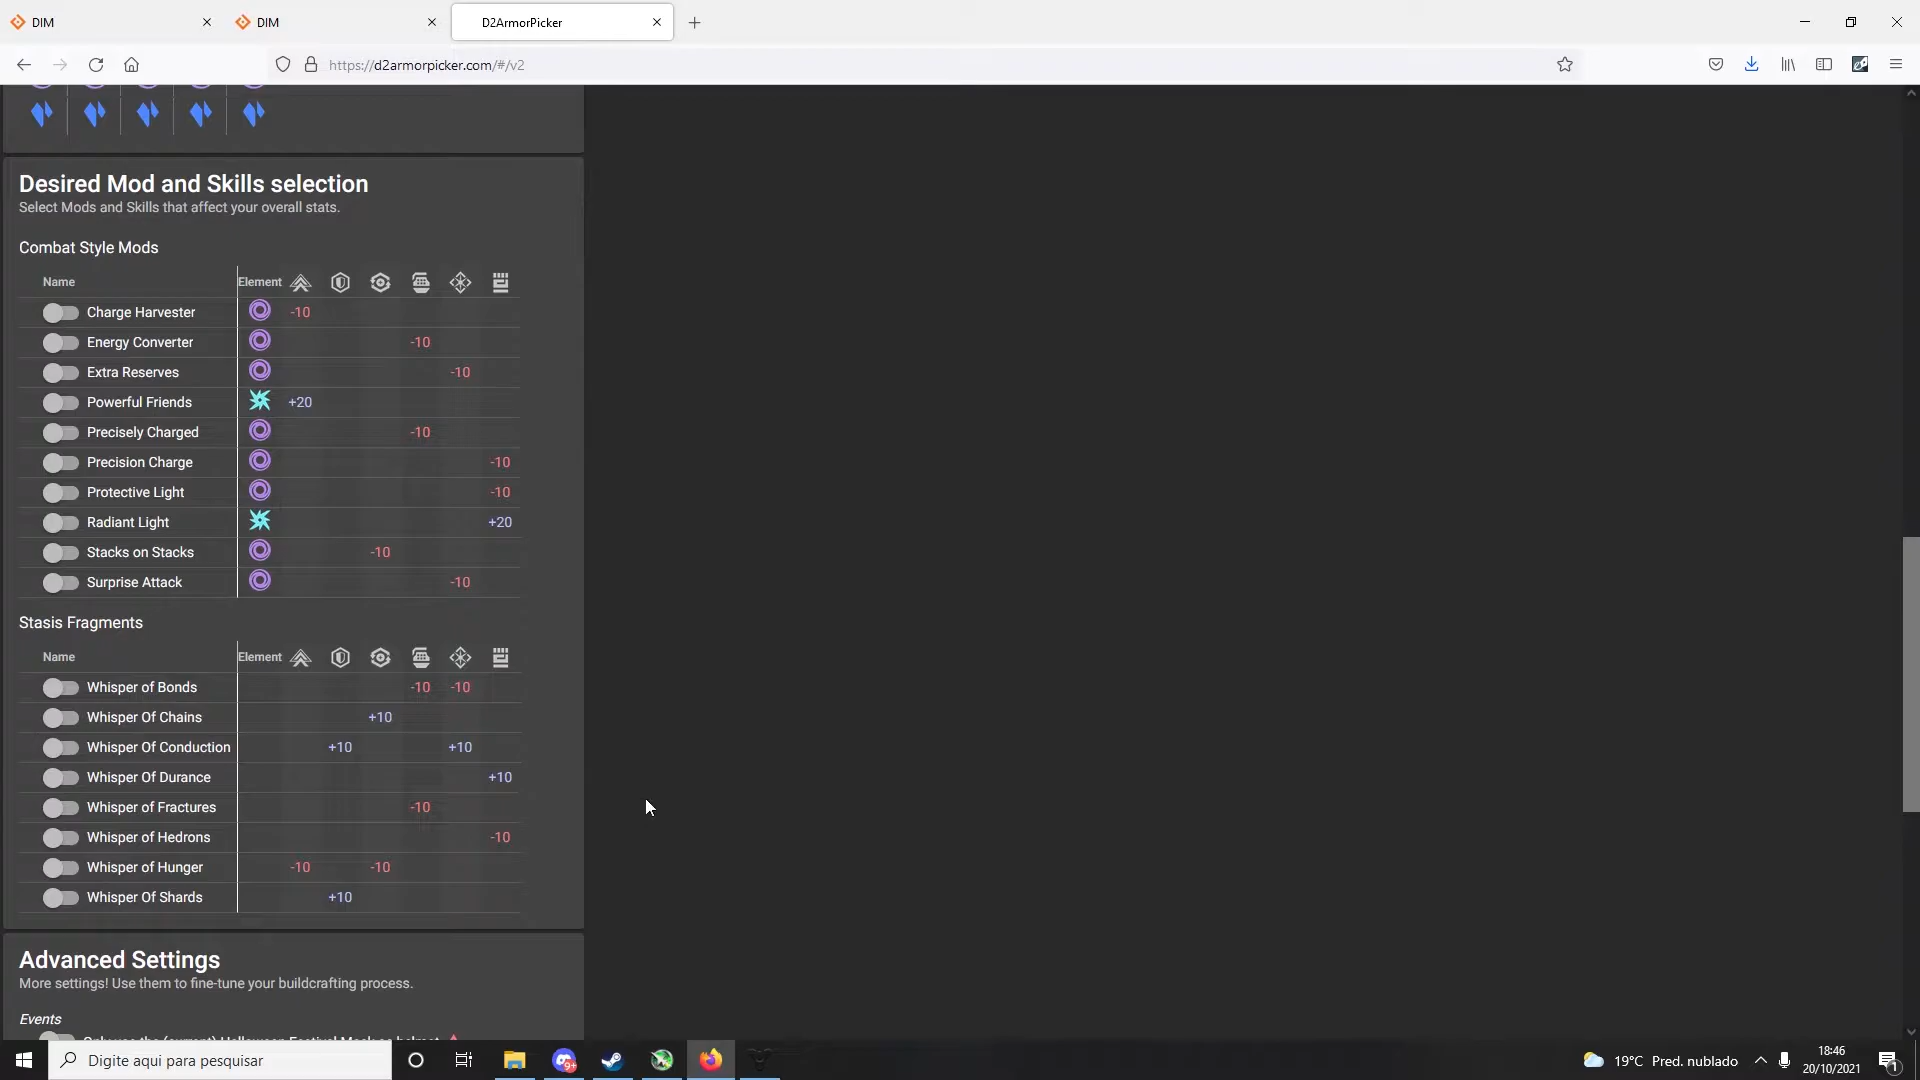 DIM
DIM
D2ArmorPicker
https://d2armorpicker.com/#/v2
Desired Mod and Skills selection
Select Mods and Skills that affect your overall stats.
Combat Style Mods
Name Element
Charge Harvester -10
Energy Converter -10
Extra Reserves -10
Powerful Friends +20
Precisely Charged -10
Precision Charge -10
Protective Light -10
Radiant Light +20
Stacks on Stacks -10
Surprise Attack -10
Stasis Fragments
Name Element
Whisper of Bonds -10 -10
Whisper Of Chains +10
Whisper Of Conduction +10 +10
Whisper Of Durance +10
Whisper of Fractures -10
Whisper of Hedrons -10
Whisper of Hunger -10 -10
Whisper Of Shards +10
Advanced Settings
More settings! Use them to fine-tune your buildcrafting process.
Events
Digite aqui para pesquisar
9+
19°C Pred. nublado
18:46
20/10/2021
1